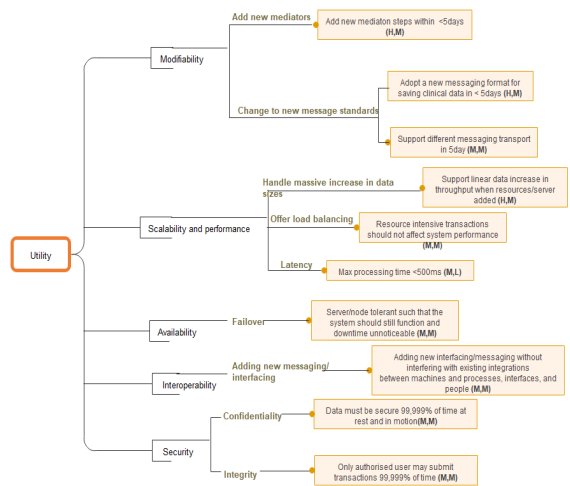 Utility
Modifiability
Add new mediators
Add new mediaton steps within <5days
(H,M)
Change to new message standards
Adopt a new messaging format for
saving clinical data in < 5days (H,M)
Support different messaging transport
in 5day (M,M)
Scalability and performance
Handle massive increase in data
sizes
Support linear data increase in
throughput when resources/server
added (H,M)
Offer load balancing
Resource intensive transactions
should not affect system performance
(M,M)
Latency
Max processing time <500ms (M,L)
Availability
Failover
Server/node tolerant such that the
system should still function and
downtime unnoticeable (M,M)
Interoperability
Adding new messaging/
interfacing
Adding new interfacing/messaging without
interfering with existing integrations
between machines and processes, interfaces, and
people (M,M)
Security
Confidentiality
Data must be secure 99,999% of time at
rest and in motion(M,M)
Integrity
Only authorised user may submit
transactions 99,999% of time (M,M)